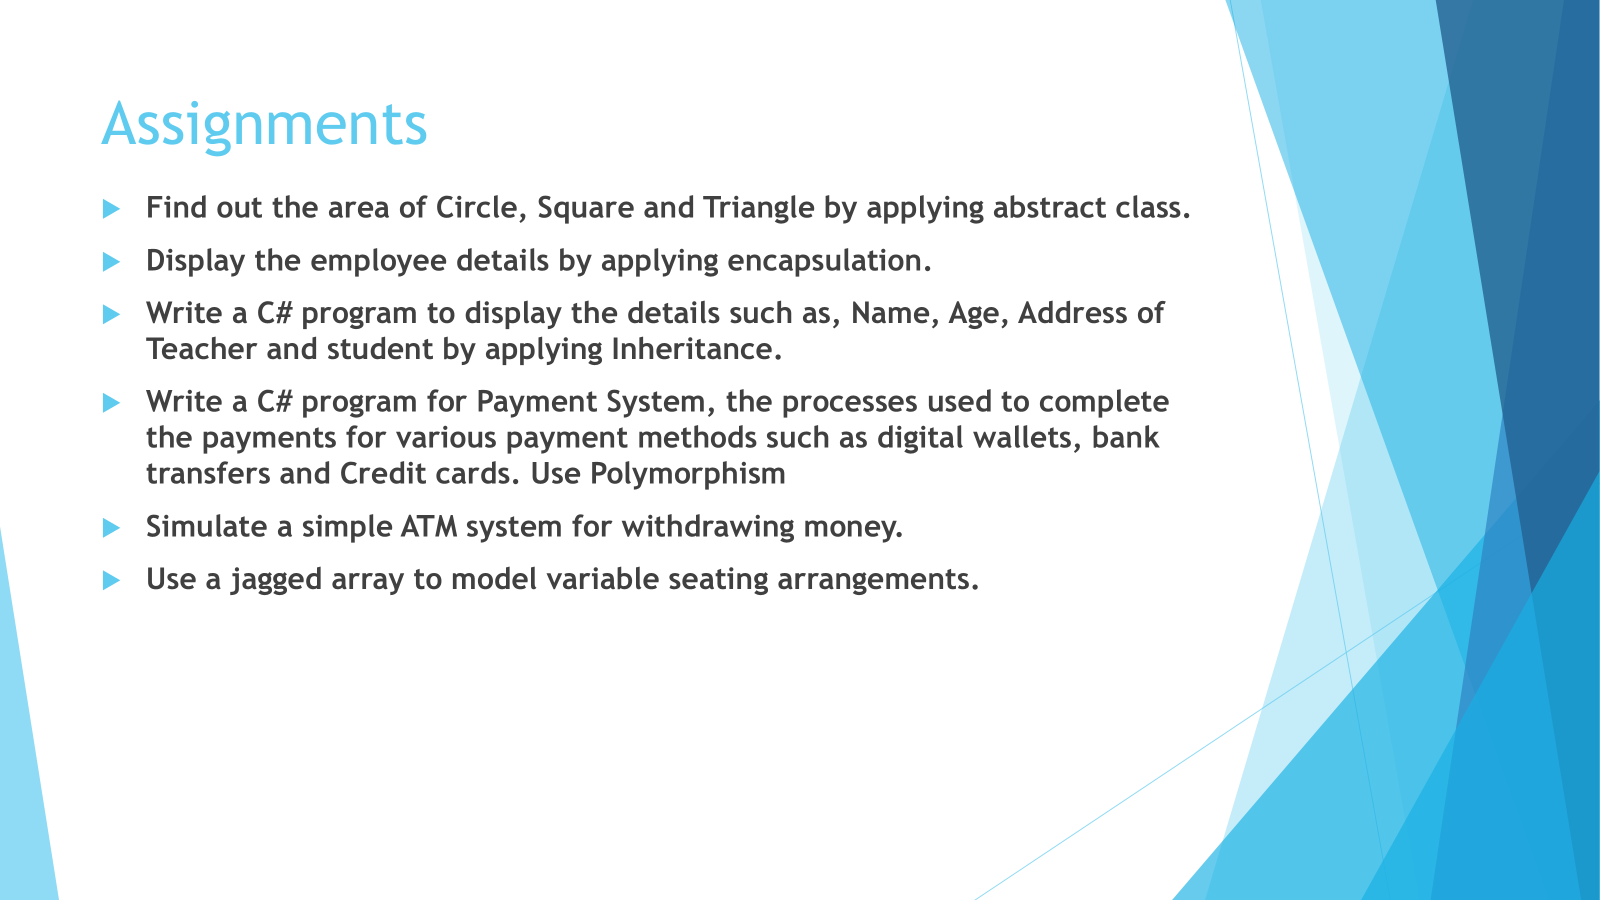 Assignments
Find out the area of Circle, Square and Triangle by applying abstract class.
Display the employee details by applying encapsulation.
Write a C# program to display the details such as, Name, Age, Address of
Teacher and student by applying Inheritance.
Write a C# program for Payment System, the processes used to complete
the payments for various payment methods such as digital wallets, bank
transfers and Credit cards. Use Polymorphism
Simulate a simple ATM system for withdrawing money.
Use a jagged array to model variable seating arrangements.